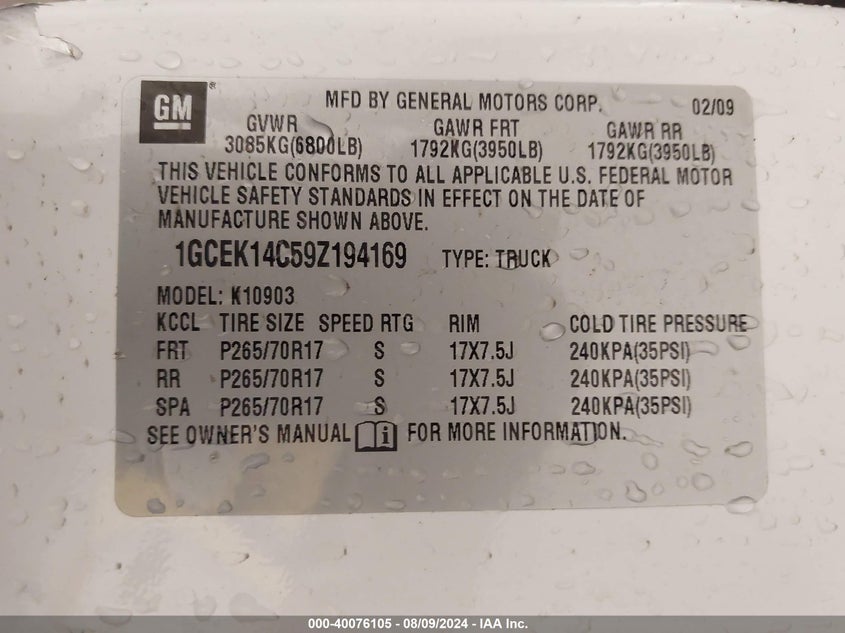 GM®
MFD BY GENERAL MOTORS CORP. 02/09
GVWR GAWR FRT GAWR RR
3085KG(6800LB) 1792KG(3950LB) 1792KG(3950LB)
THIS VEHICLE CONFORMS TO ALL APPLICABLE U.S. FEDERAL MOTOR
VEHICLE SAFETY STANDARDS IN EFFECT ON THE DATE OF
MANUFACTURE SHOWN ABOVE.
1GCEK14C59Z194169 TYPE: TRUCK
MODEL: K10903
KCCL TIRE SIZE SPEED RTG RIM COLD TIRE PRESSURE
FRT P265/70R17 S 17X7.5J 240KPA(35PSI)
RR P265/70R17 S 17X7.5J 240KPA(35PSI)
SPA P265/70R17 S 17X7.5J 240KPA(35PSI)
SEE OWNER'S MANUAL i FOR MORE INFORMATION.
000-40076105 - 08/09/2024 - IAA Inc.